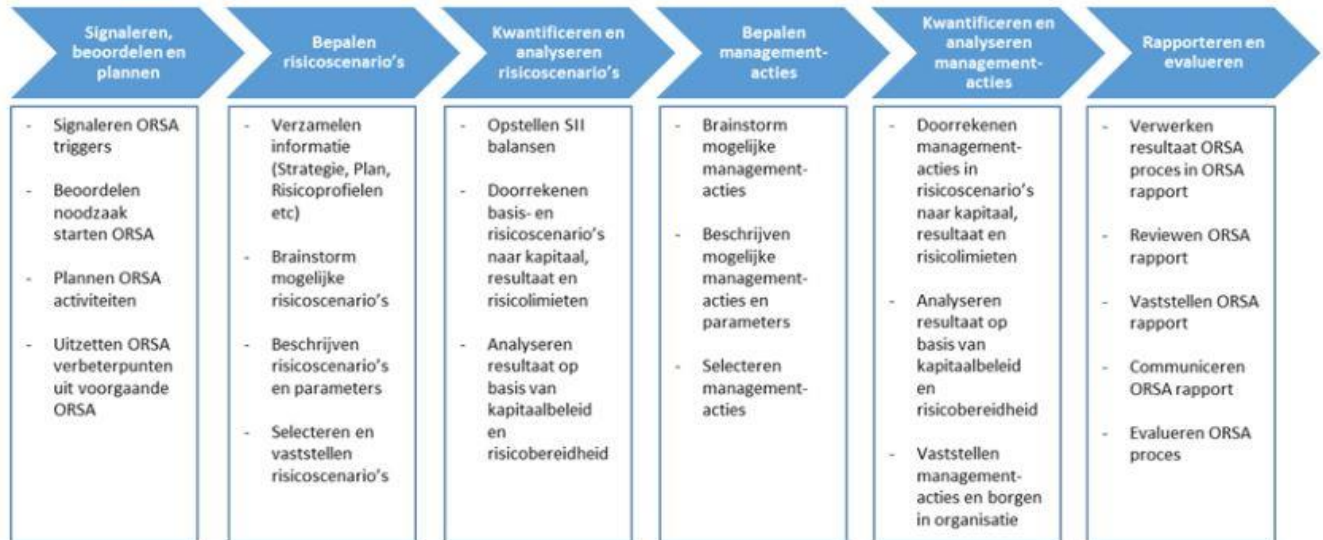 Signaleren,
beoordelen en
plannen
- Signaleren ORSA
triggers
- Beoordelen
noodzaak
starten ORSA
- Plannen ORSA
activiteiten
- Uitzetten ORSA
verbeterpunten
uit voorgaande
ORSA
Bepalen
risicoscenario's
- Verzamelen
informatie
(Strategie, Plan,
Risicoprofielen
etc)
- Brainstorm
mogelijke
risicoscenario's
- Beschrijven
risicoscenario's
en parameters
- Selecteren en
vaststellen
risicoscenario's
Kwantificeren en
analyseren
risicoscenario's
- Opstellen SII
balansen
- Doorrekenen
basis- en
risicoscenario's
naar kapitaal,
resultaat en
risicolimieten
- Analyseren
resultaat op
basis van
kapitaalbeleid
en
risicobereidheid
Bepalen
management-
acties
- Brainstorm
mogelijke
management-
acties
- Beschrijven
mogelijke
management-
acties en
parameters
- Selecteren
management-
acties
Kwantificeren en
analyseren
management-
acties
- Doorrekenen
management-
acties in
risicoscenario's
naar kapitaal,
resultaat en
risicolimieten
- Analyseren
resultaat op
basis van
kapitaalbeleid
en
risicobereidheid
- Vaststellen
management-
acties en borgen
in organisatie
Rapporteren en
evalueren
- Verwerken
resultaat ORSA
proces in ORSA
rapport
- Reviewen ORSA
rapport
- Vaststellen ORSA
rapport
- Communiceren
ORSA rapport
- Evalueren ORSA
proces